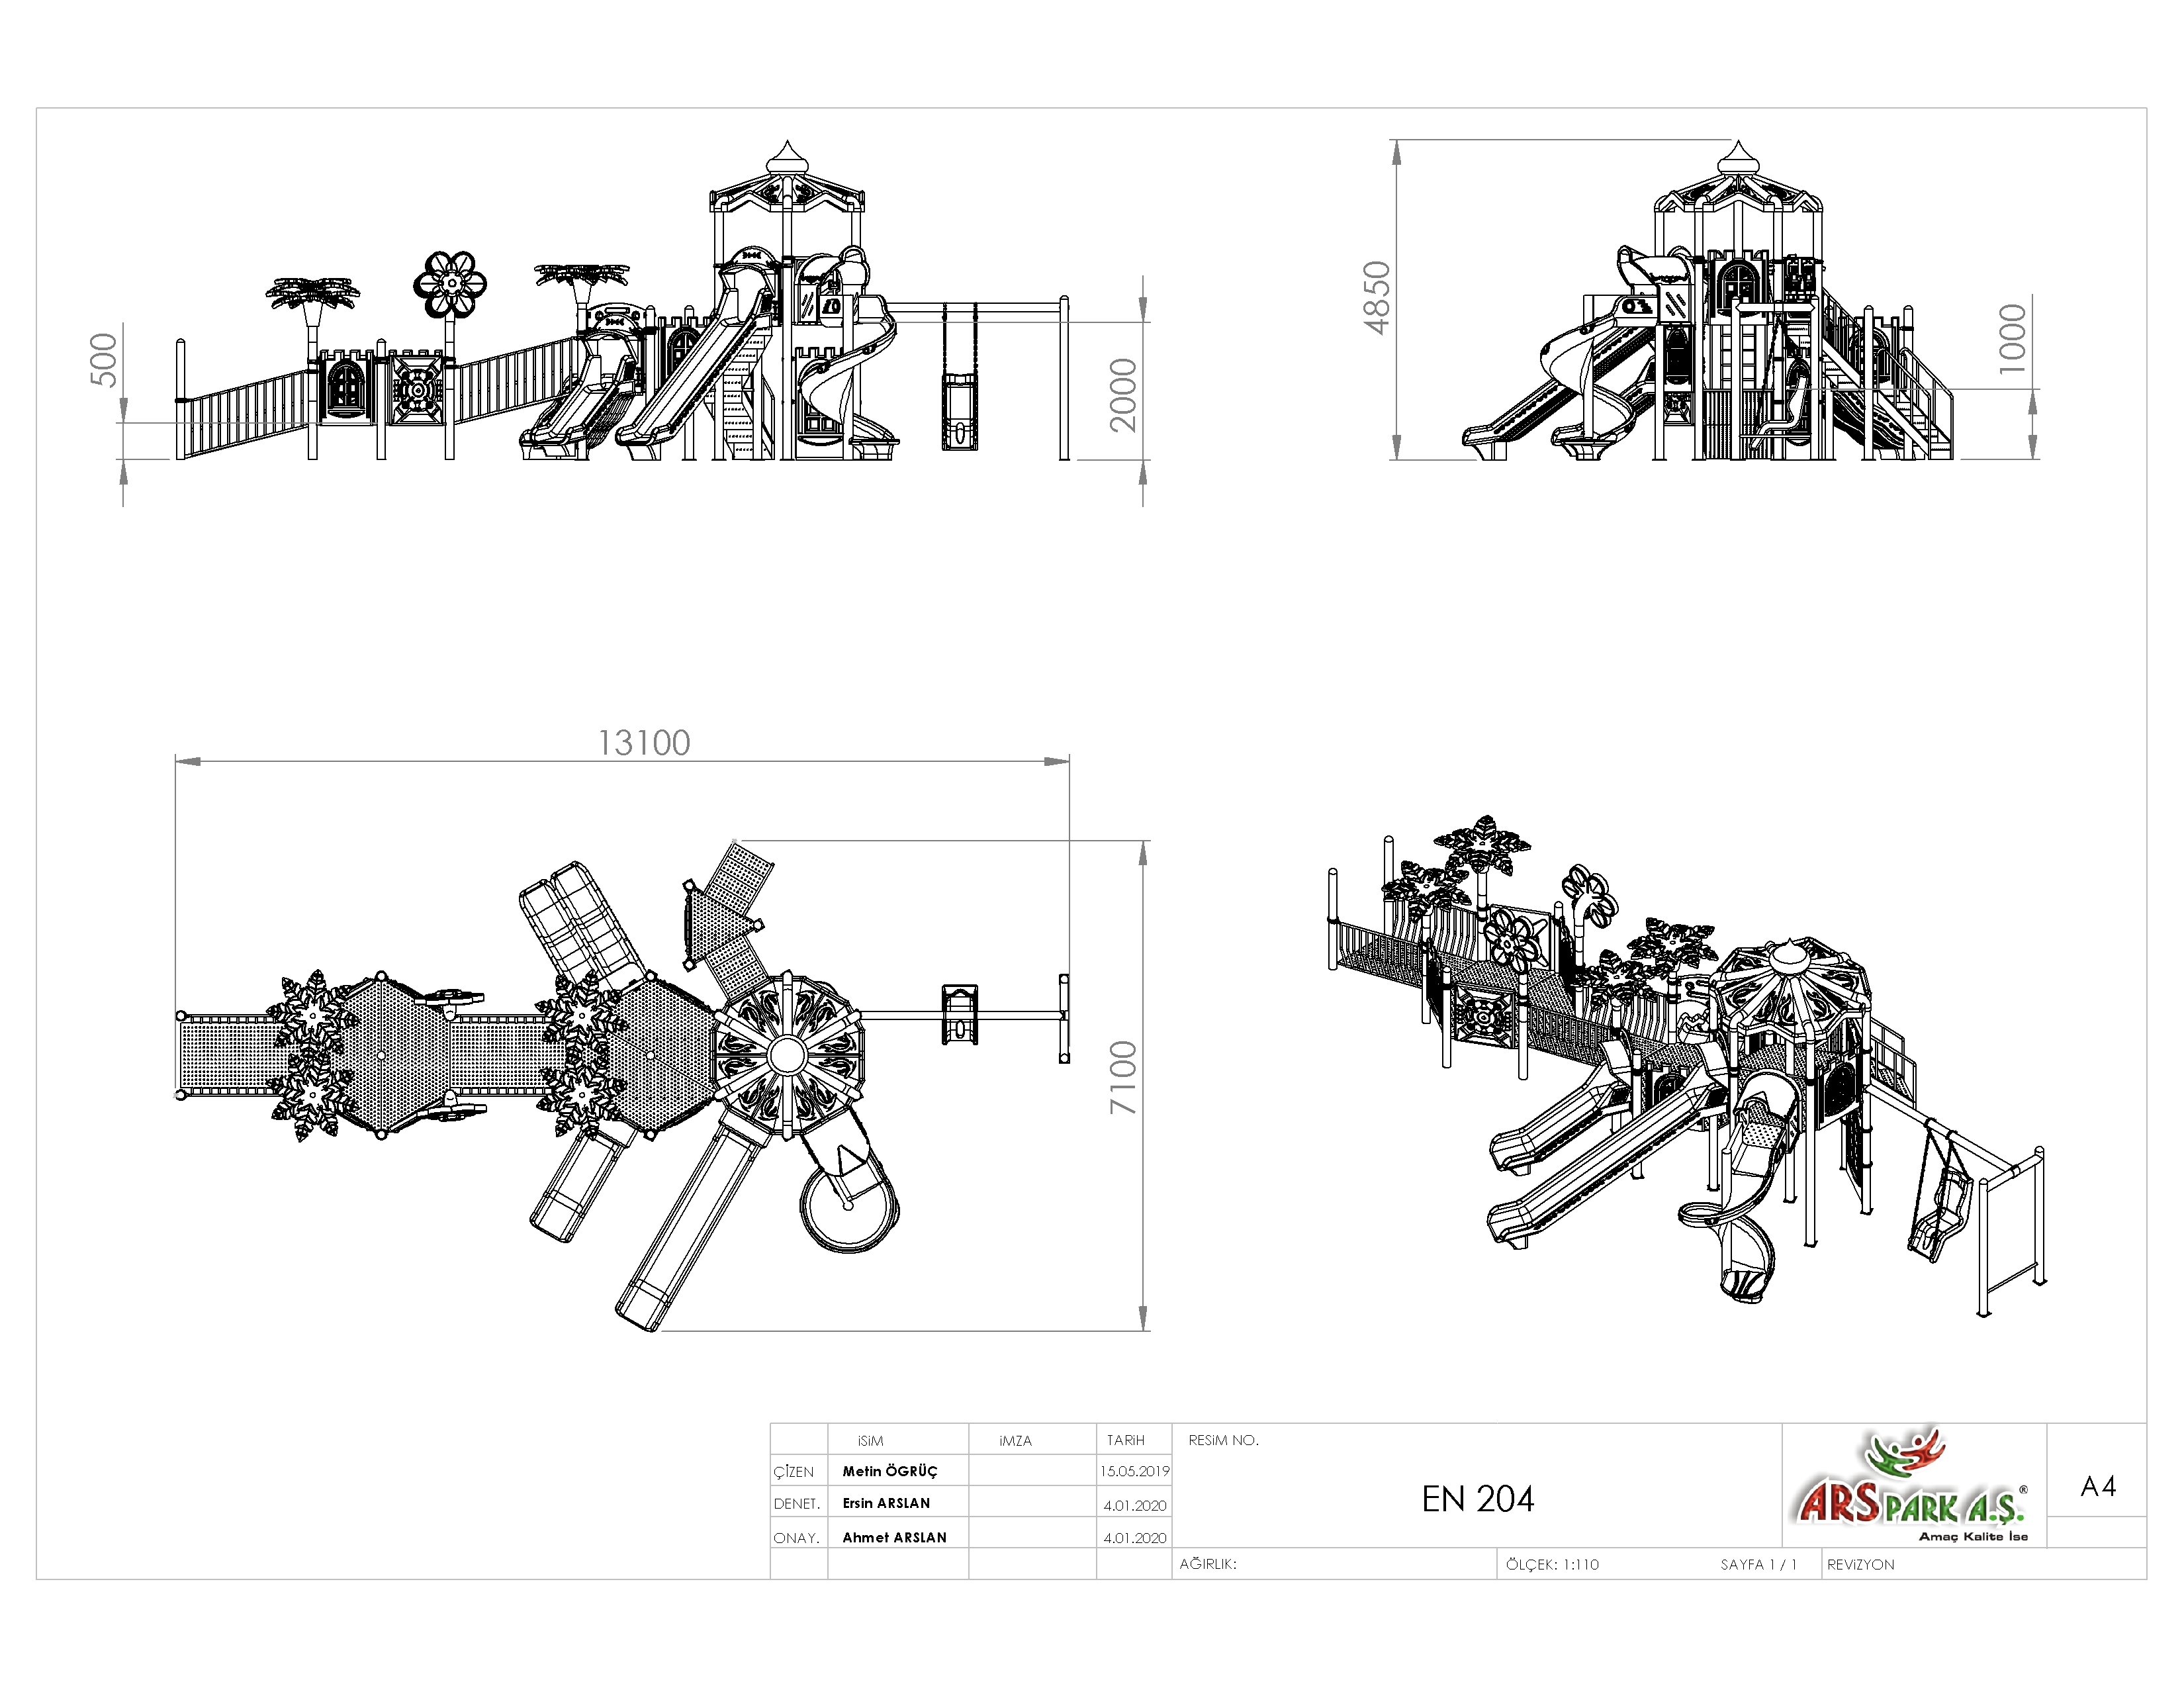 500
2000
4850
1000
13100
7100
İSİM
İMZA
TARİH
RESİM NO.
ÇİZEN
Metin ÖGRÜÇ
15.05.2019
DENET.
Ersin ARSLAN
4.01.2020
ONAY.
Ahmet ARSLAN
4.01.2020
EN 204
ARSPARK A.Ş.®
Amaç Kalite İse
A4
AĞIRLIK:
ÖLÇEK: 1:110
SAYFA 1 / 1
REVİZYON